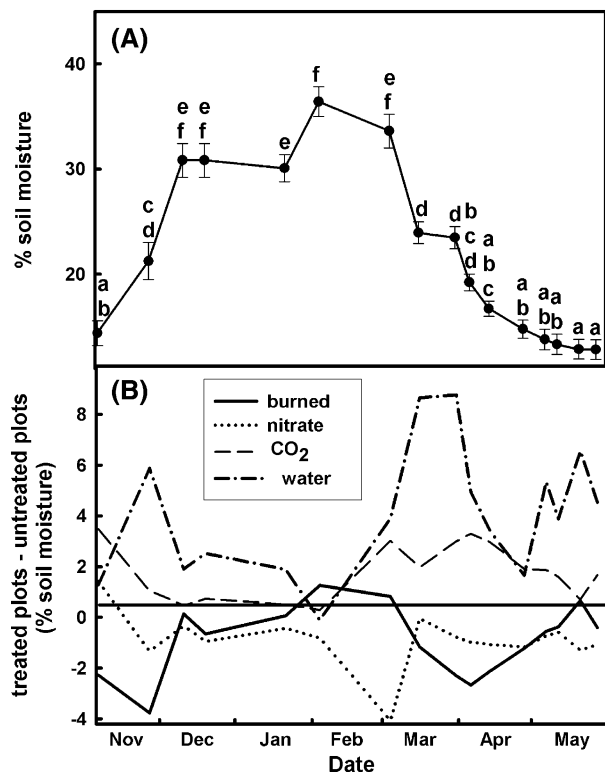 (A)
% soil moisture
40
30
20
a
b
c
d
e
f
e
f
e
f
e
f
d
d
b
c
d
a
b
c
a
b
a
b
a
b
a
a
(B)
treated plots - untreated plots
(% soil moisture)
8
6
4
2
0
-2
-4
burned
nitrate
CO2
water
Nov Dec Jan Feb Mar Apr May
Date